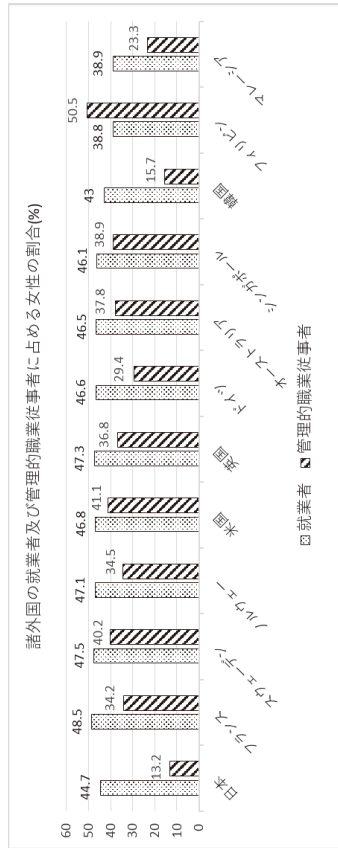 諸外国の就業者及び管理的職業従事者に占める女性の割合(%)
60
50
40
30
20
10
0
44.7
13.2
48.5
34.2
47.5
40.2
47.1
34.5
46.8
41.1
47.3
36.8
46.6
29.4
46.5
37.8
46.1
38.9
43
15.7
38.8
50.5
38.9
23.3
日本
フランス
スウェーデン
ノルウェー
米国
英国
ドイツ
オーストラリア
シンガポール
韓国
フィリピン
マレーシア
就業者 管理的職業従事者